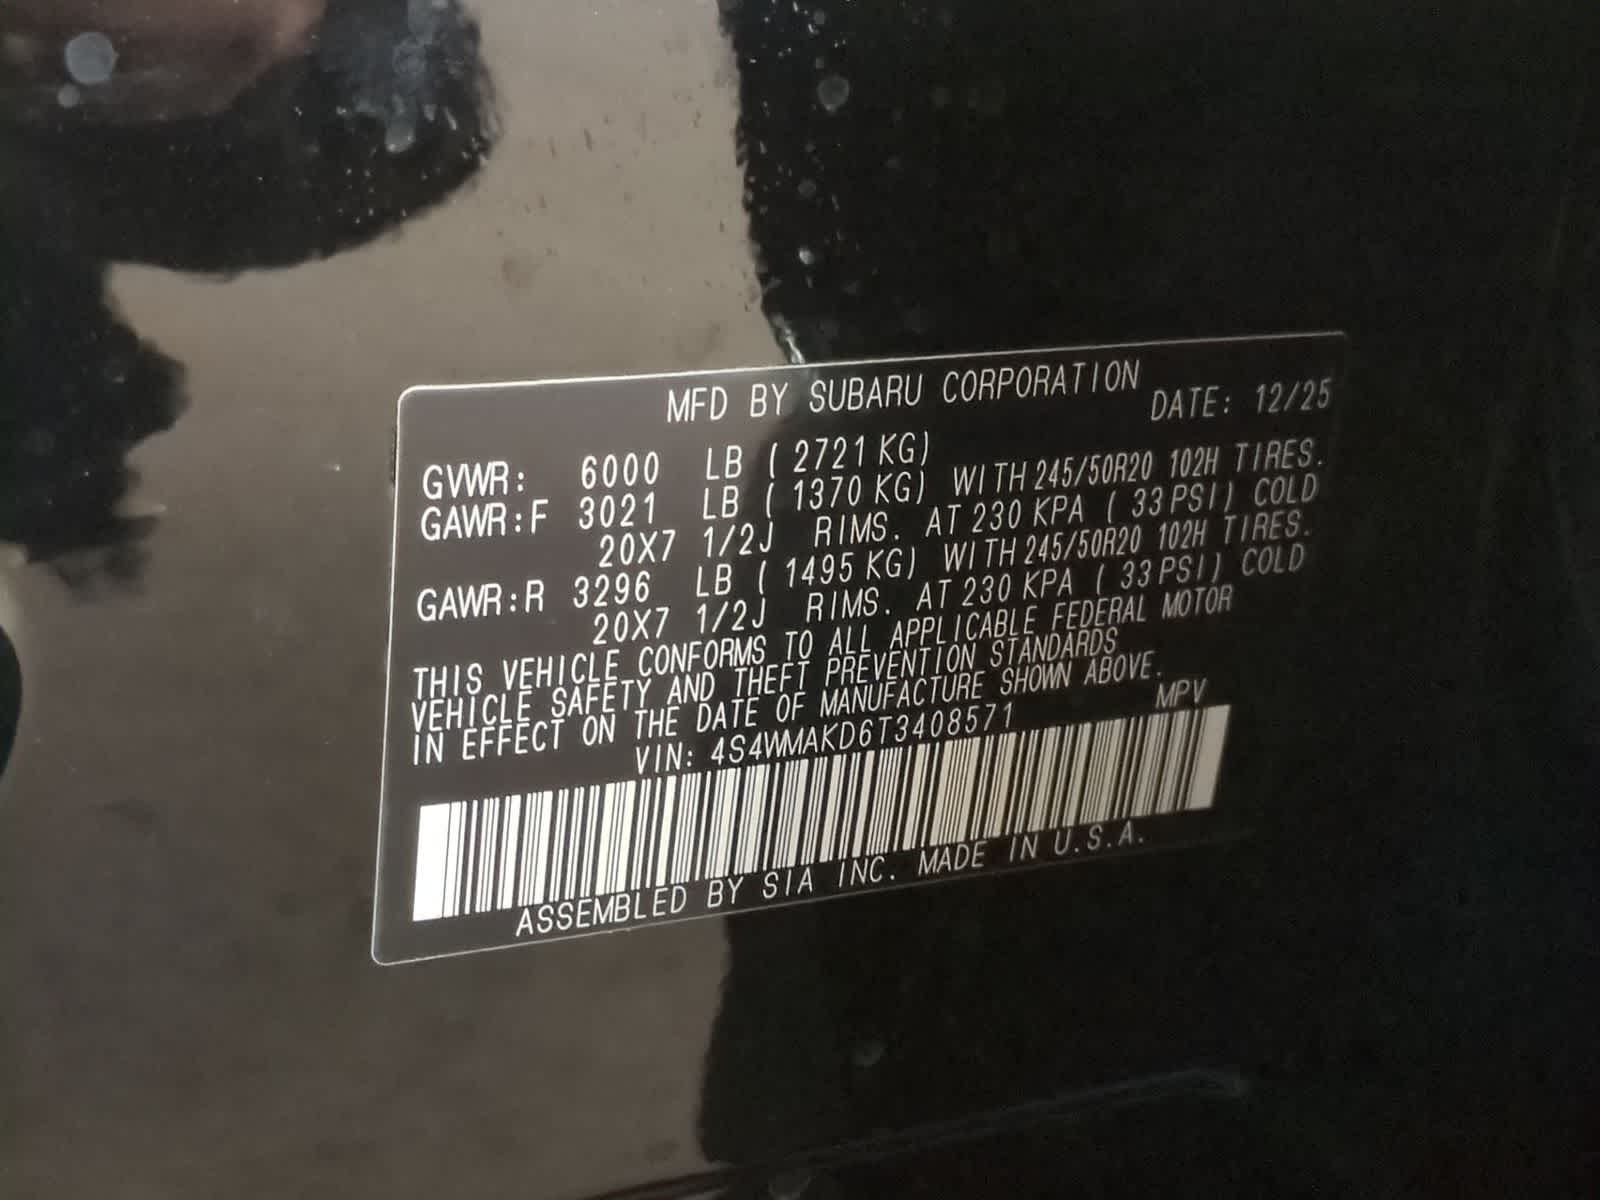 MFD BY SUBARU CORPORATION
DATE: 12/25
GVWR: 6000 LB ( 2721 KG)
GAWR:F 3021 LB ( 1370 KG) WITH 245/50R20 102H TIRES.
20X7 1/2J RIMS. AT 230 KPA ( 33 PSI) COLD
GAWR:R 3296 LB ( 1495 KG) WITH 245/50R20 102H TIRES.
20X7 1/2J RIMS. AT 230 KPA ( 33 PSI) COLD
THIS VEHICLE CONFORMS TO ALL APPLICABLE FEDERAL MOTOR
VEHICLE SAFETY AND THEFT PREVENTION STANDARDS
IN EFFECT ON THE DATE OF MANUFACTURE SHOWN ABOVE.
VIN: 4S4WMAKD6T3408571 MPV
ASSEMBLED BY SIA INC. MADE IN U.S.A.